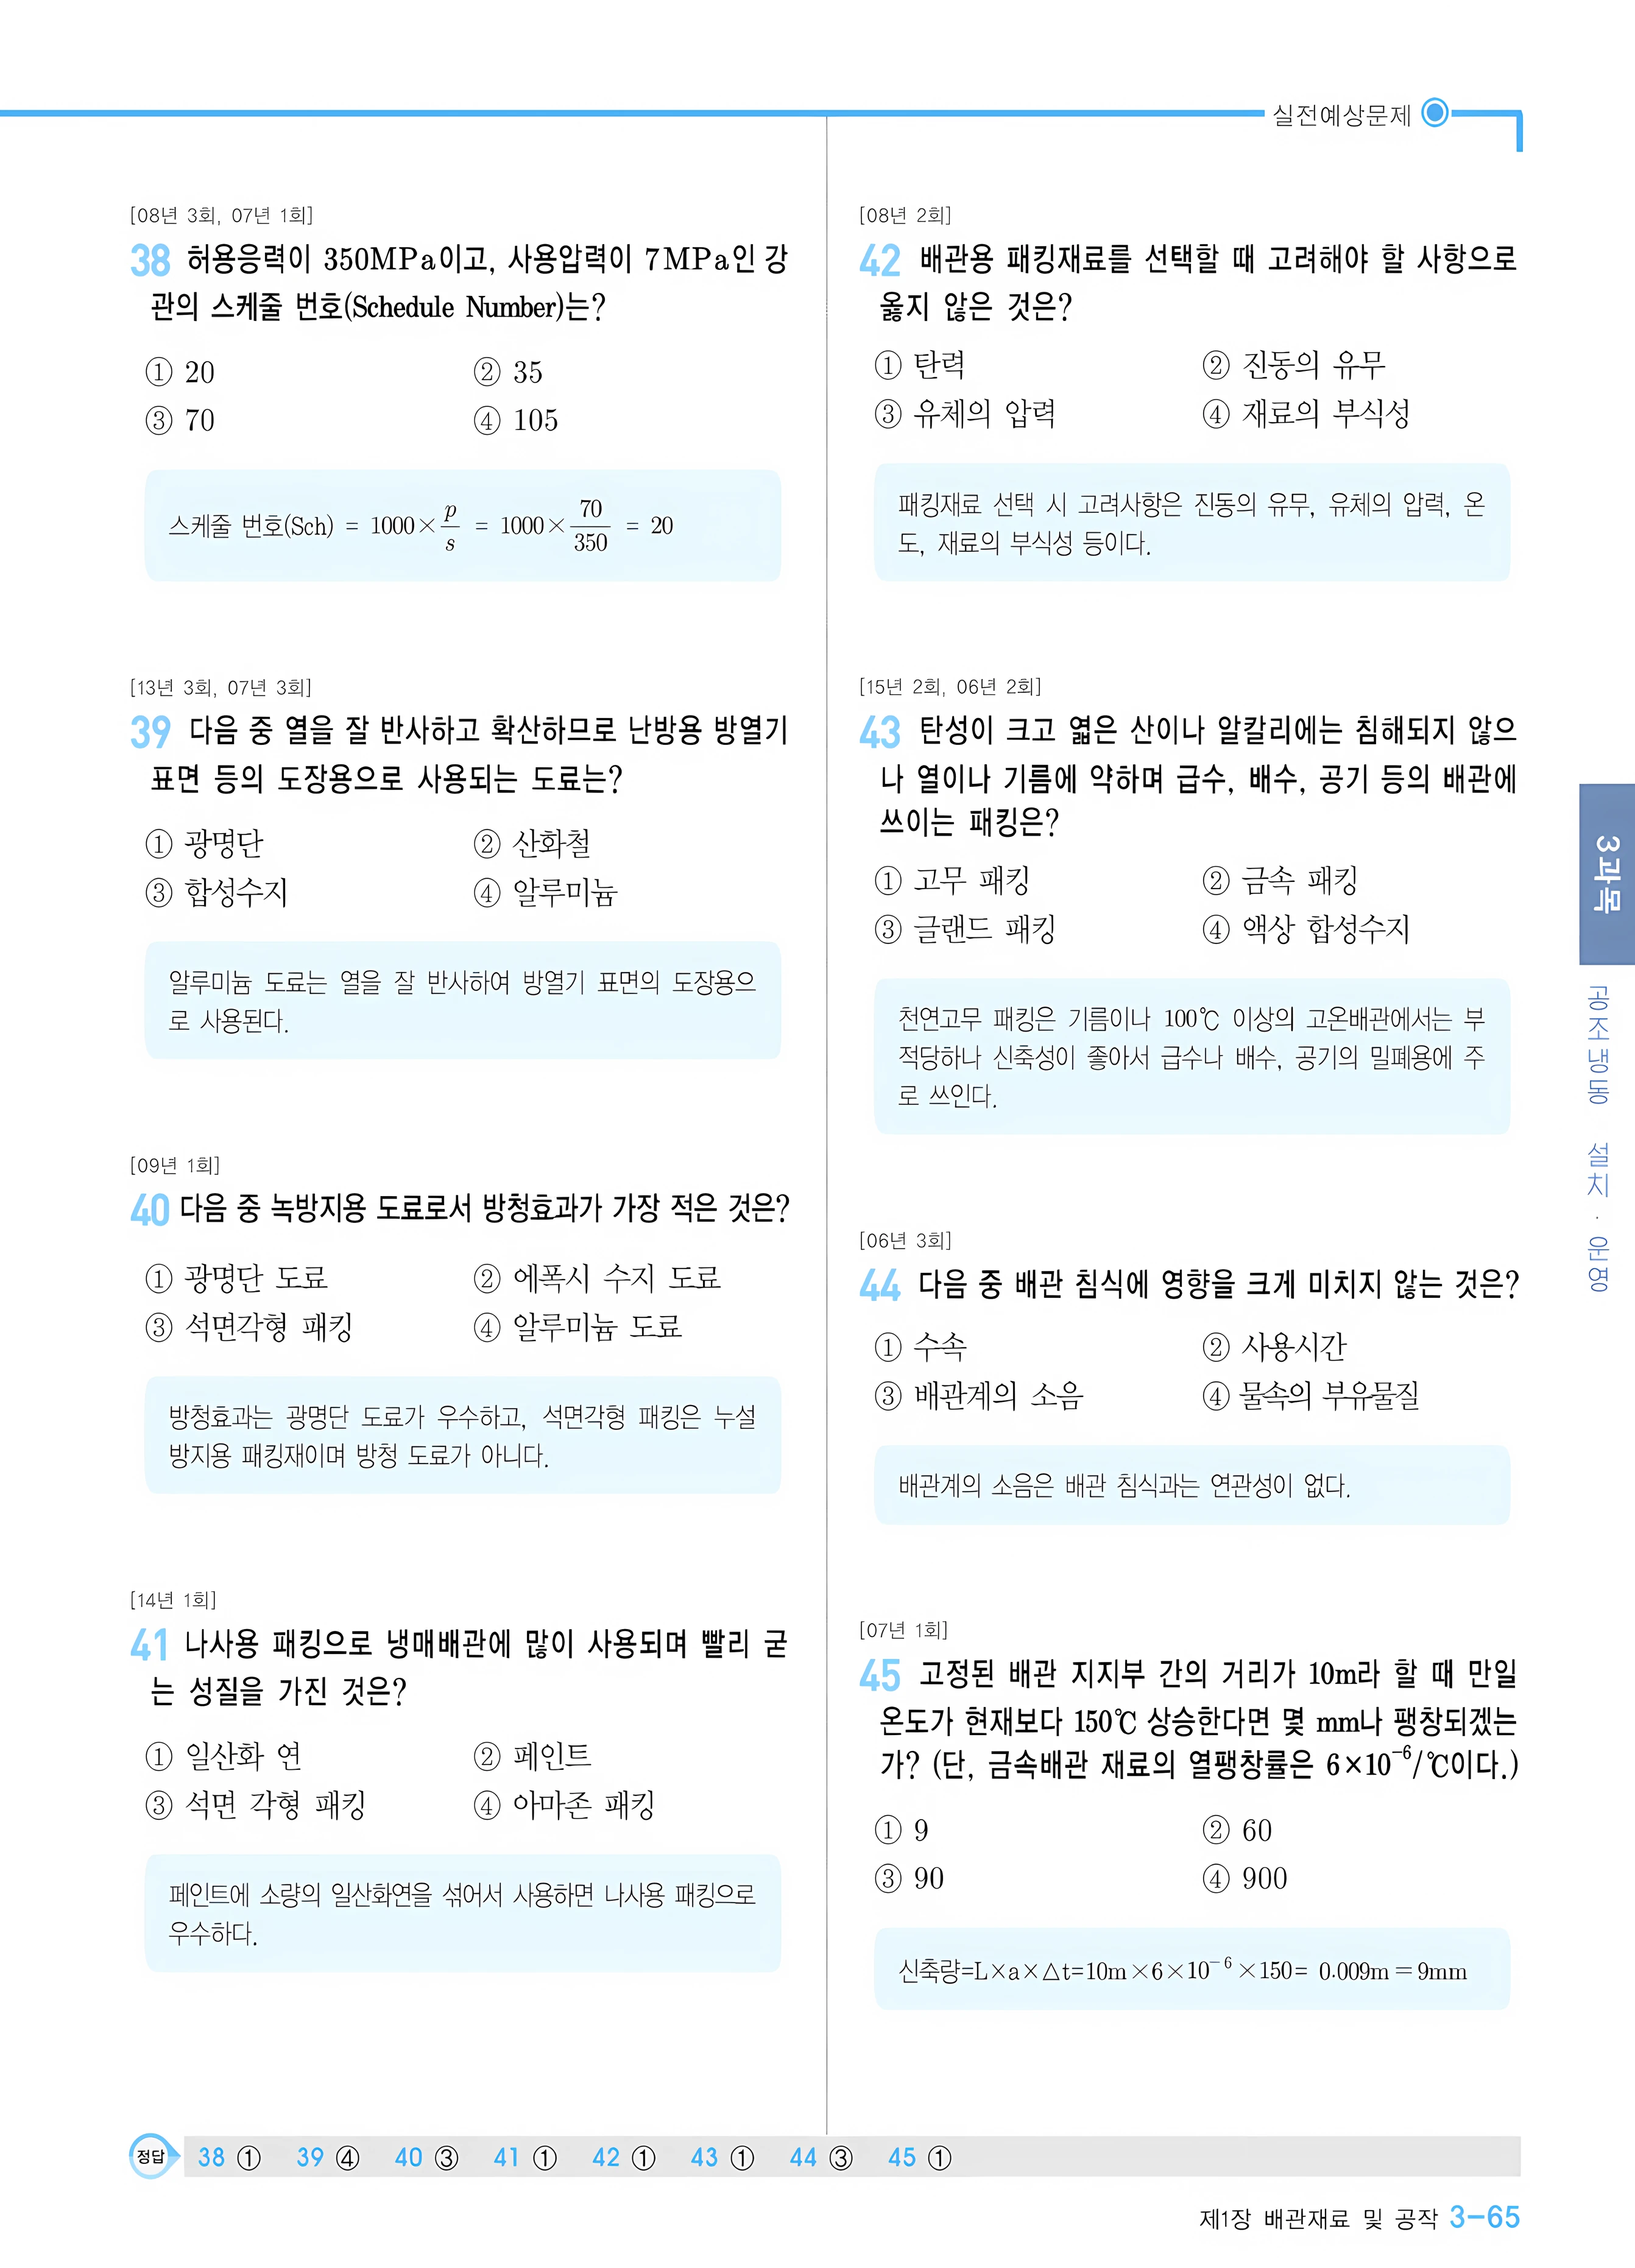 실전예상문제
[08년 3회, 07년 1회]
38 허용응력이 350MPa이고, 사용압력이 7MPa인 강
관의 스케줄 번호(Schedule Number)는?
① 20 ② 35
③ 70 ④ 105
스케줄 번호(Sch) = 1000×p/s = 1000×70/350 = 20
[13년 3회, 07년 3회]
39 다음 중 열을 잘 반사하고 확산하므로 난방용 방열기
표면 등의 도장용으로 사용되는 도료는?
① 광명단 ② 산화철
③ 합성수지 ④ 알루미늄
알루미늄 도료는 열을 잘 반사하여 방열기 표면의 도장용으
로 사용된다.
[09년 1회]
40 다음 중 녹방지용 도료로서 방청효과가 가장 적은 것은?
① 광명단 도료 ② 에폭시 수지 도료
③ 석면각형 패킹 ④ 알루미늄 도료
방청효과는 광명단 도료가 우수하고, 석면각형 패킹은 누설
방지용 패킹재이며 방청 도료가 아니다.
[14년 1회]
41 나사용 패킹으로 냉매배관에 많이 사용되며 빨리 굳
는 성질을 가진 것은?
① 일산화 연 ② 페인트
③ 석면 각형 패킹 ④ 아마존 패킹
페인트에 소량의 일산화연을 섞어서 사용하면 나사용 패킹으로
우수하다.
[08년 2회]
42 배관용 패킹재료를 선택할 때 고려해야 할 사항으로
옳지 않은 것은?
① 탄력 ② 진동의 유무
③ 유체의 압력 ④ 재료의 부식성
패킹재료 선택 시 고려사항은 진동의 유무, 유체의 압력, 온
도, 재료의 부식성 등이다.
[15년 2회, 06년 2회]
43 탄성이 크고 엷은 산이나 알칼리에는 침해되지 않으
나 열이나 기름에 약하며 급수, 배수, 공기 등의 배관에
쓰이는 패킹은?
① 고무 패킹 ② 금속 패킹
③ 글랜드 패킹 ④ 액상 합성수지
천연고무 패킹은 기름이나 100℃ 이상의 고온배관에서는 부
적당하나 신축성이 좋아서 급수나 배수, 공기의 밀폐용에 주
로 쓰인다.
[06년 3회]
44 다음 중 배관 침식에 영향을 크게 미치지 않는 것은?
① 수속 ② 사용시간
③ 배관계의 소음 ④ 물속의 부유물질
배관계의 소음은 배관 침식과는 연관성이 없다.
[07년 1회]
45 고정된 배관 지지부 간의 거리가 10m라 할 때 만일
온도가 현재보다 150℃ 상승한다면 몇 mm나 팽창되겠는
가? (단, 금속배관 재료의 열팽창률은 6×10⁻⁶/℃이다.)
① 9 ② 60
③ 90 ④ 900
신축량=L×a×△t=10m×6×10⁻⁶×150= 0.009m=9mm
3과목
공조냉동 설치·운영
정답 38 ① 39 ④ 40 ③ 41 ① 42 ① 43 ① 44 ③ 45 ①
제1장 배관재료 및 공작 3-65